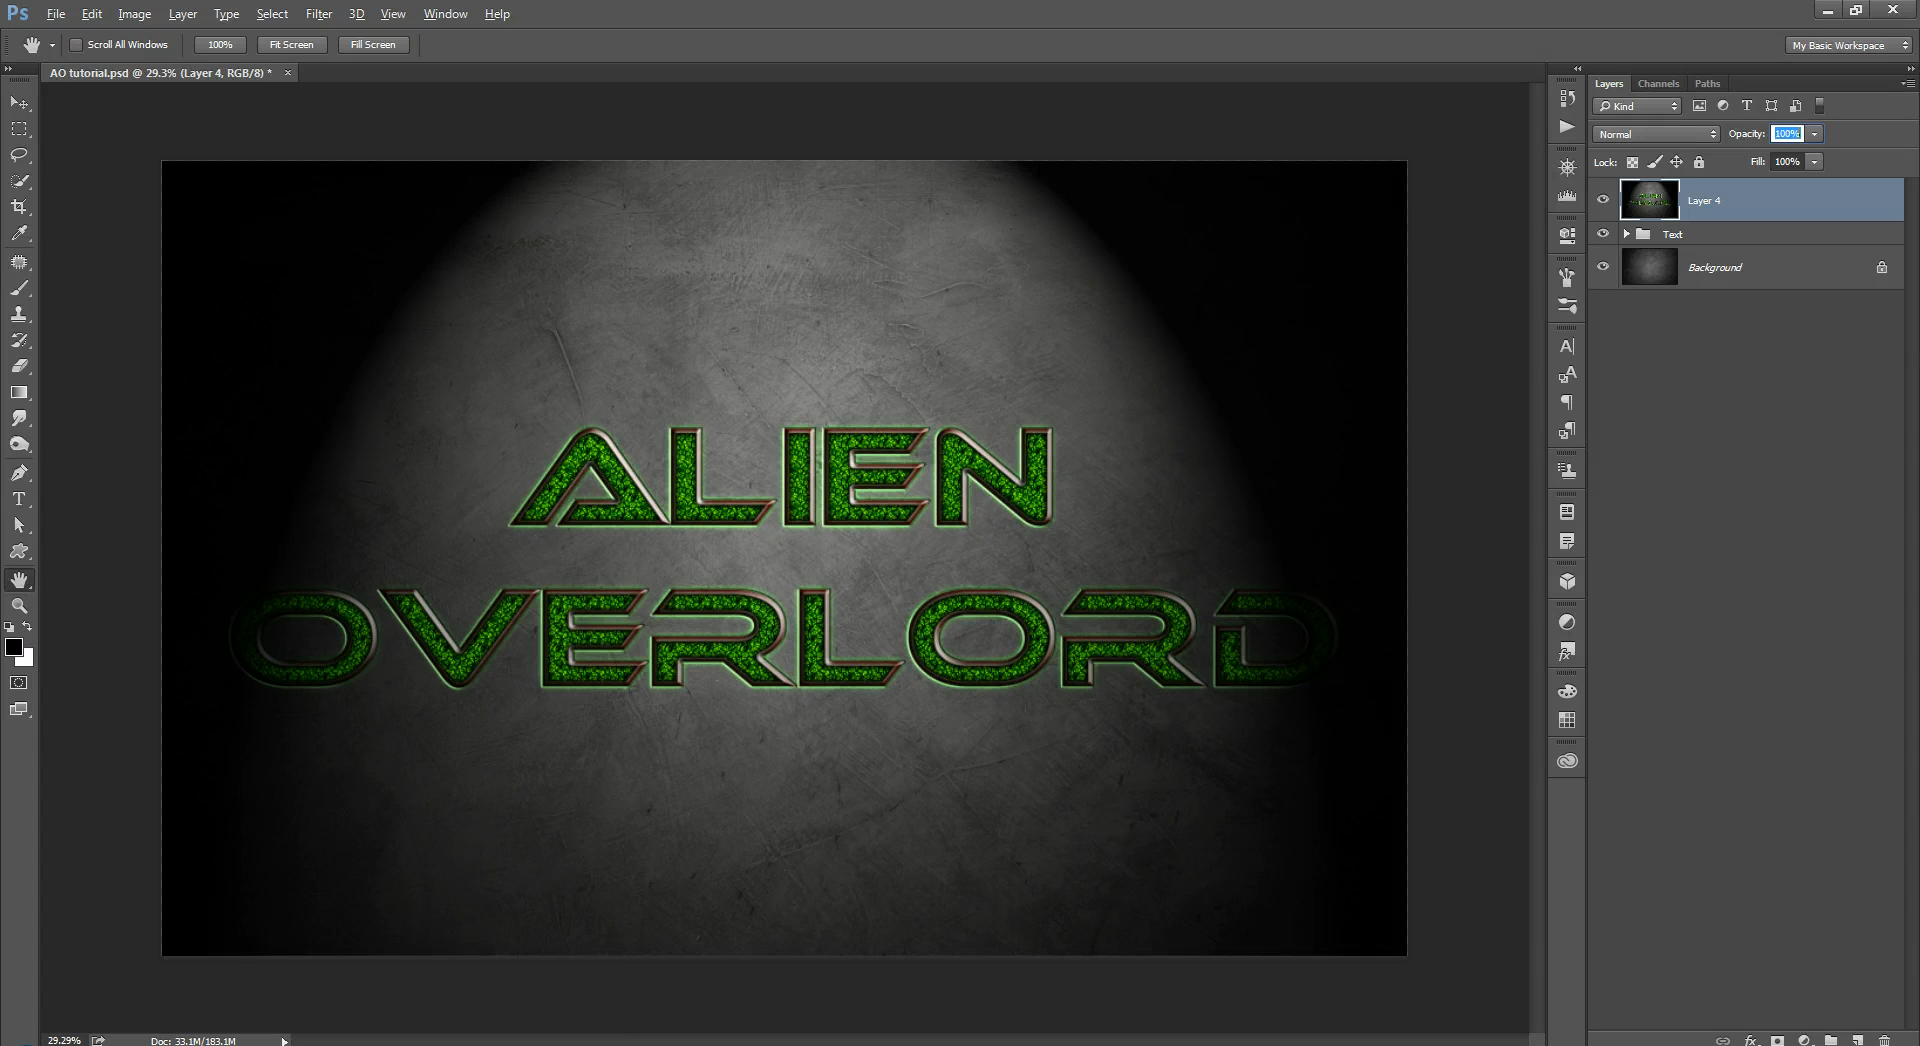 Ps File Edit Image Layer Type Select Filter 3D View Window Help
Scroll All Windows 100% Fit Screen Fill Screen My Basic Workspace
AO tutorial.psd @ 29.3% (Layer 4, RGB/8) * ×
Layers Channels Paths
Kind T
Normal Opacity: 100%
Lock: Fill: 100%
Layer 4
Text
Background
ALIEN
OVERLORD
29.29% Doc: 33.1M/183.1M